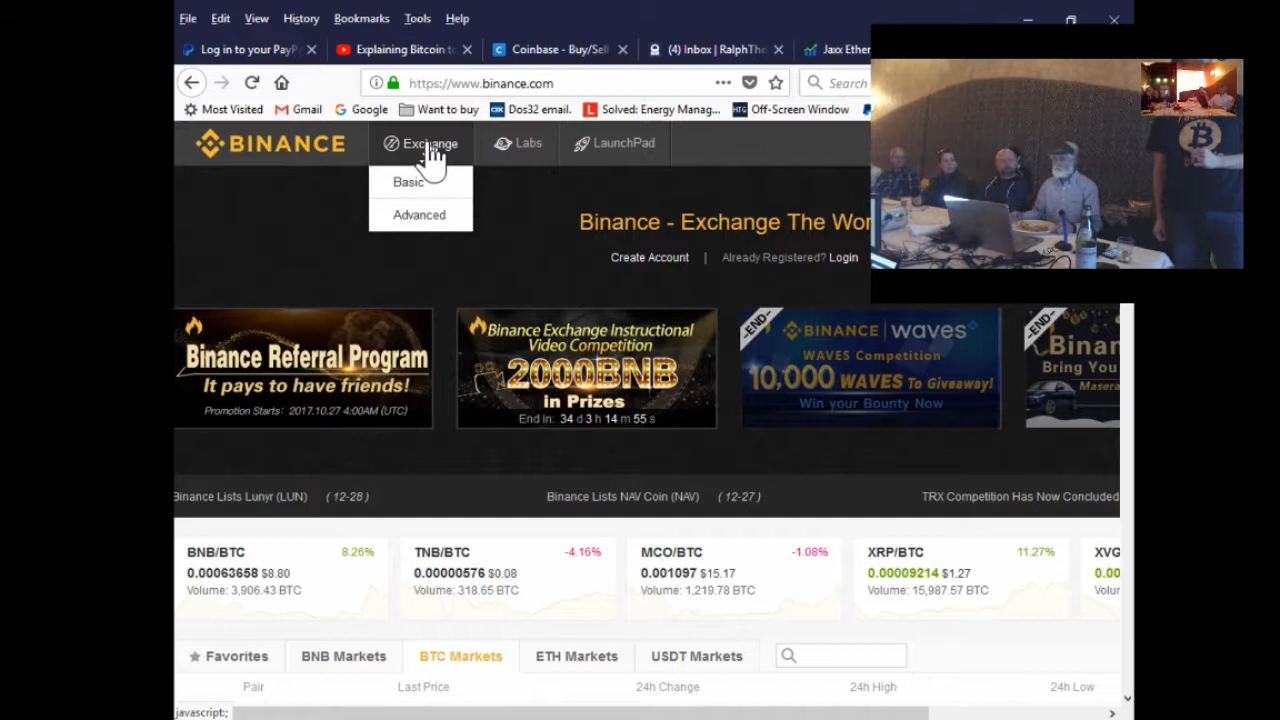 File Edit View History Bookmarks Tools Help
Log in to your PayP
Explaining Bitcoin to
Coinbase - Buy/Sell
(4) Inbox | RalphThe
Jaxx Ether
https://www.binance.com
Search
Most Visited Gmail Google Want to buy Dos32 email. Solved: Energy Manag... Off-Screen Window
BINANCE Exchange Labs LaunchPad
Basic
Advanced
Binance - Exchange The Wor
Create Account | Already Registered? Login
Binance Referral Program
It pays to have friends!
Promotion Starts: 2017.10.27 4:00AM (UTC)
Binance Exchange Instructional
Video Competition
2000BNB
in Prizes
End in: 34 d 3 h 14 m 55 s
-END-
BINANCE | waves
WAVES Competition
10,000 WAVES To Giveaway!
Win your Bounty Now
-END-
Binan
Bring You
Masera
Binance Lists Lunyr (LUN) (12-28)
Binance Lists NAV Coin (NAV) (12-27)
TRX Competition Has Now Concluded
BNB/BTC 8.26%
0.00063658 $8.80
Volume: 3,906.43 BTC
TNB/BTC -4.16%
0.00000576 $0.08
Volume: 318.65 BTC
MCO/BTC -1.08%
0.001097 $15.17
Volume: 1,219.78 BTC
XRP/BTC 11.27%
0.00009214 $1.27
Volume: 15,987.57 BTC
XVG
0.00
Volur
Favorites BNB Markets BTC Markets ETH Markets USDT Markets
Pair Last Price 24h Change 24h High 24h Low
javascript:;